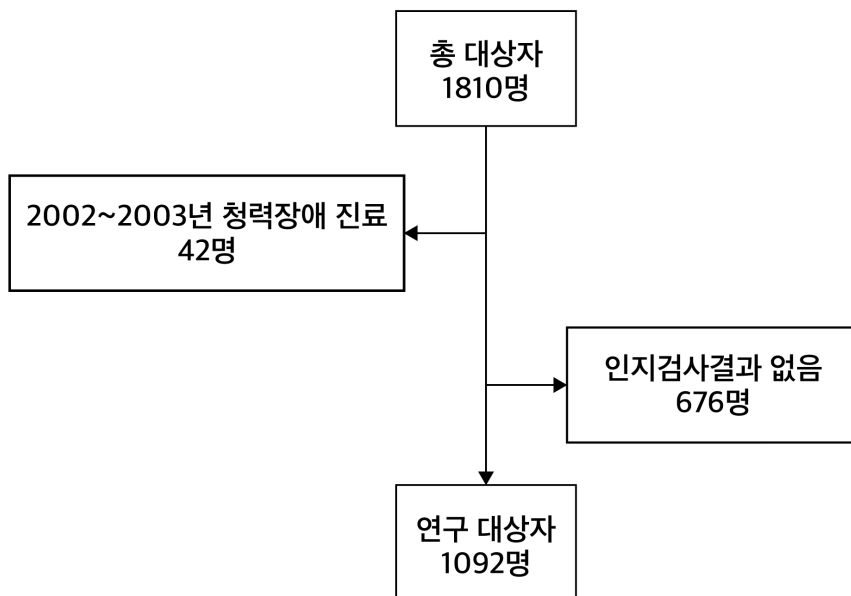 총 대상자
1810명
2002~2003년 청력장애 진료
42명
인지검사결과 없음
676명
연구 대상자
1092명